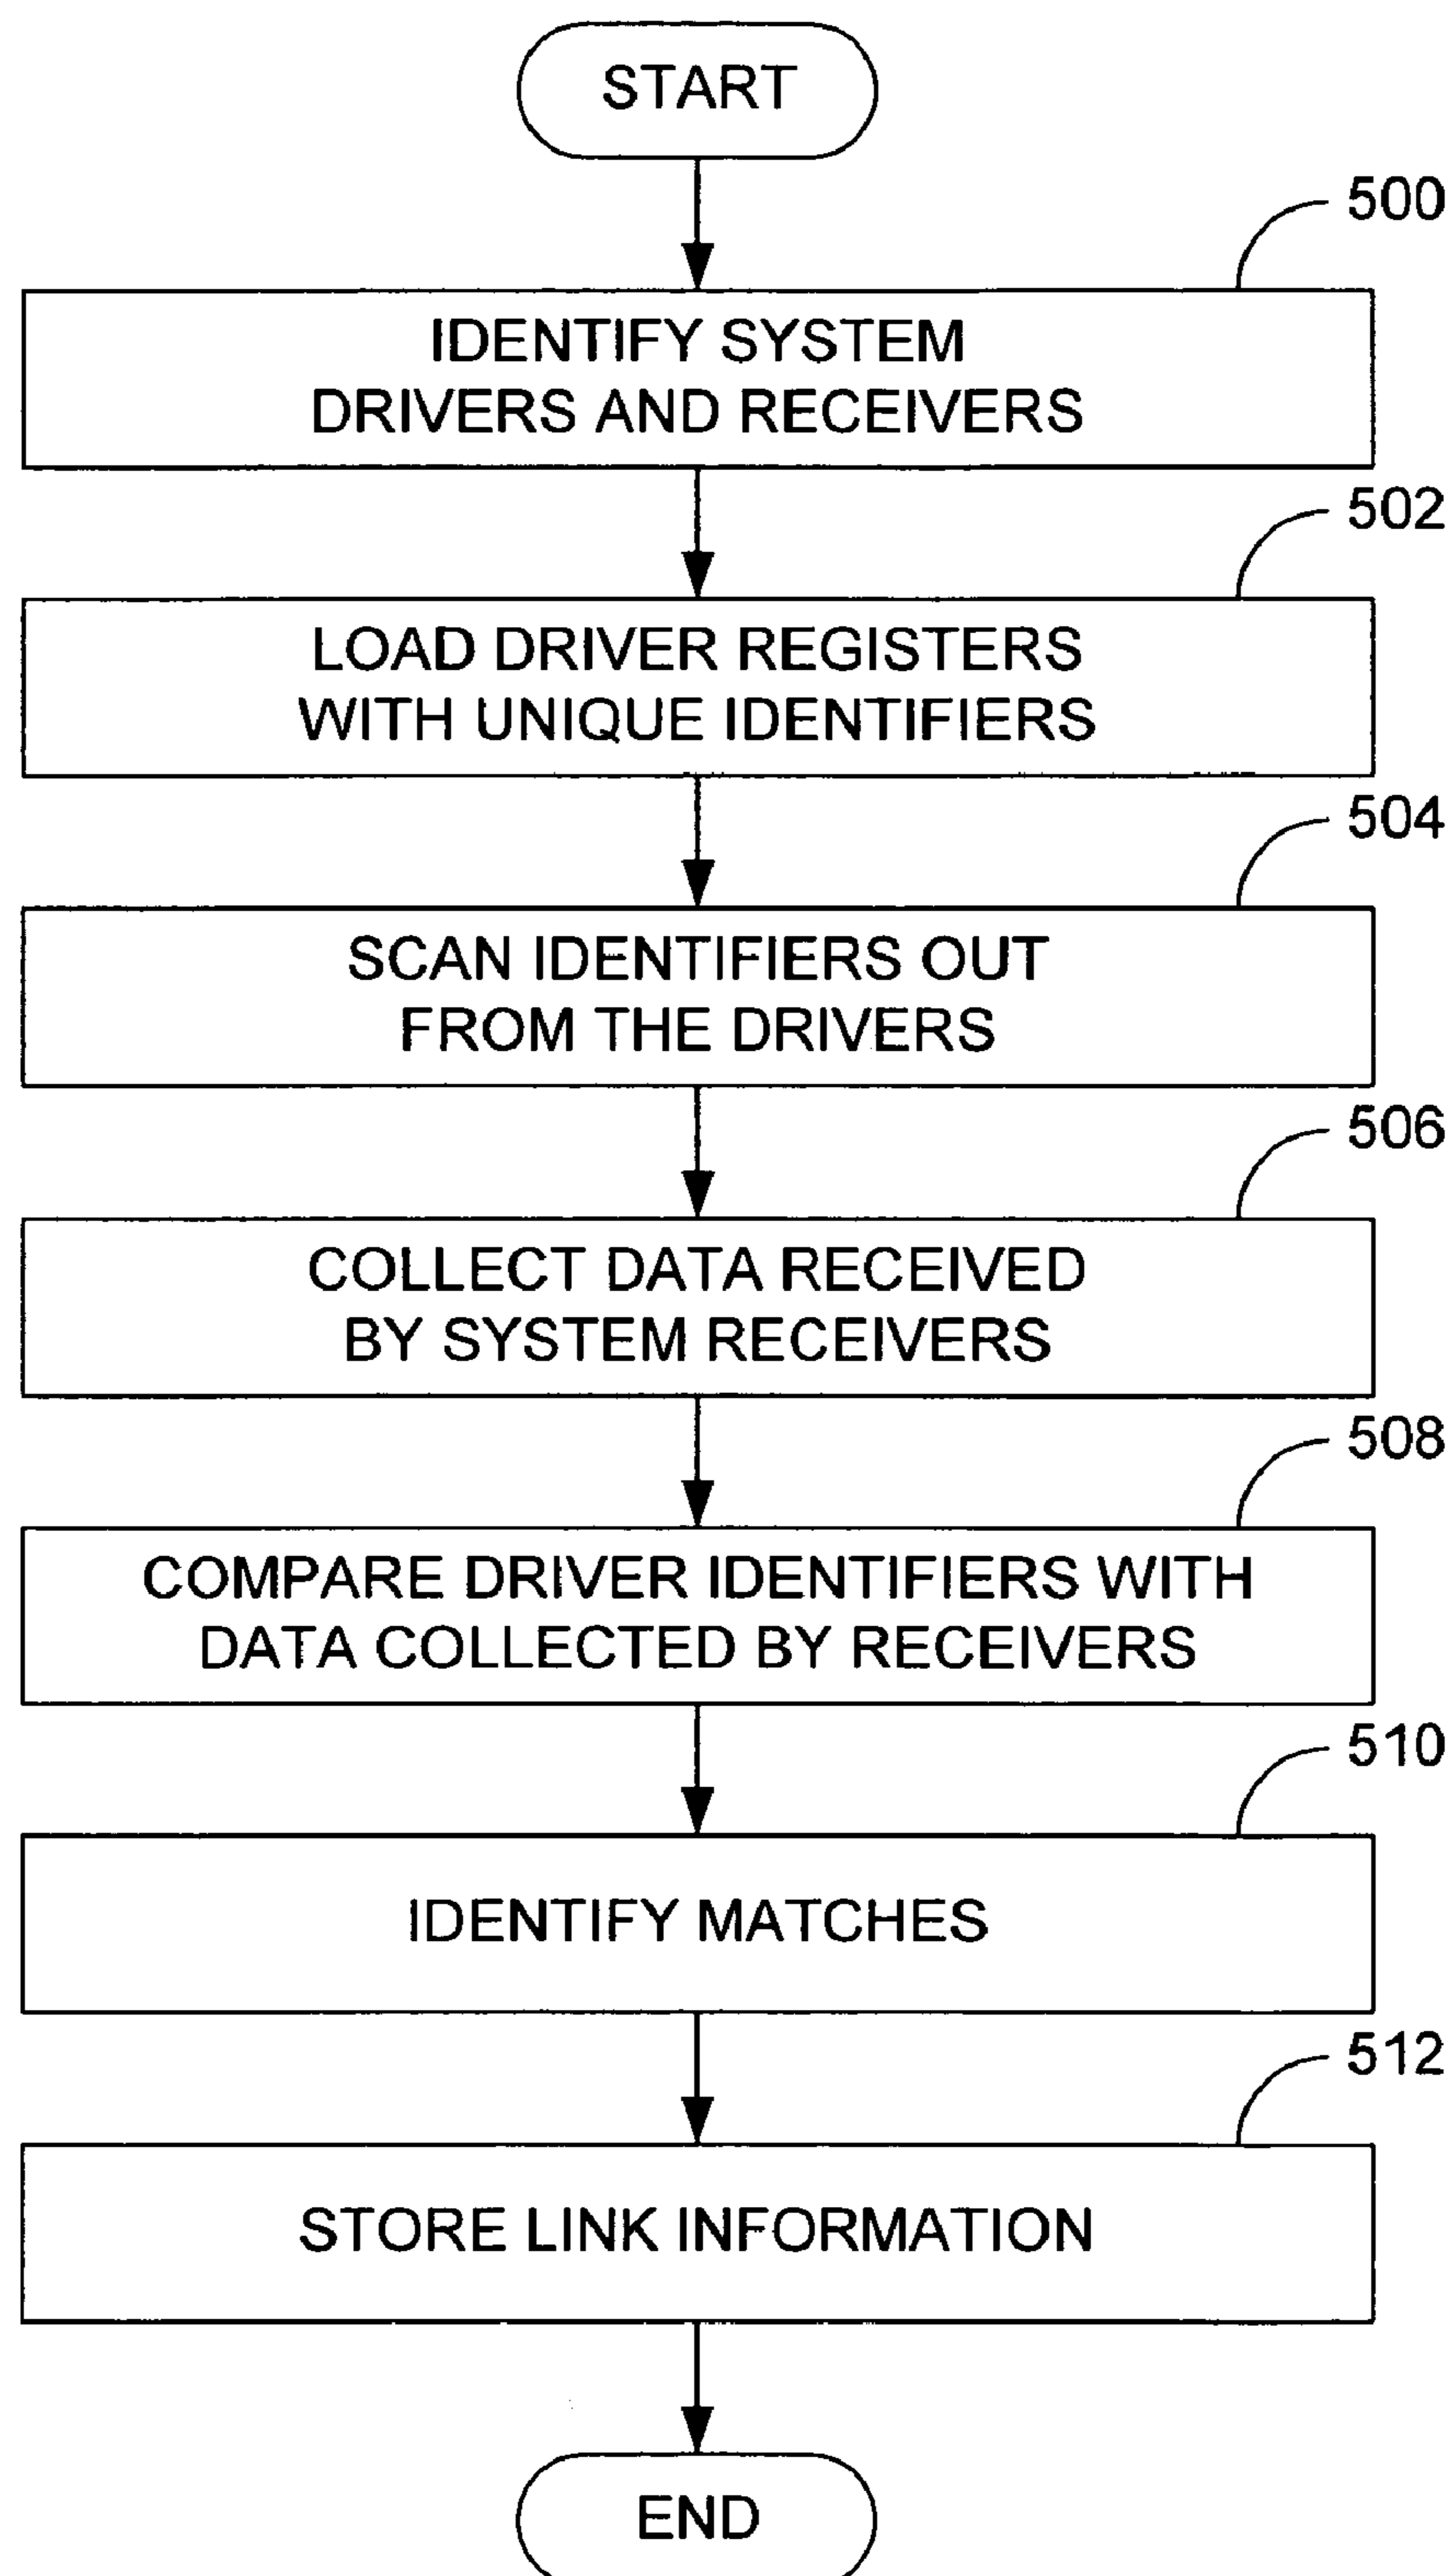 START
500
IDENTIFY SYSTEM
DRIVERS AND RECEIVERS
502
LOAD DRIVER REGISTERS
WITH UNIQUE IDENTIFIERS
504
SCAN IDENTIFIERS OUT
FROM THE DRIVERS
506
COLLECT DATA RECEIVED
BY SYSTEM RECEIVERS
508
COMPARE DRIVER IDENTIFIERS WITH
DATA COLLECTED BY RECEIVERS
510
IDENTIFY MATCHES
512
STORE LINK INFORMATION
END